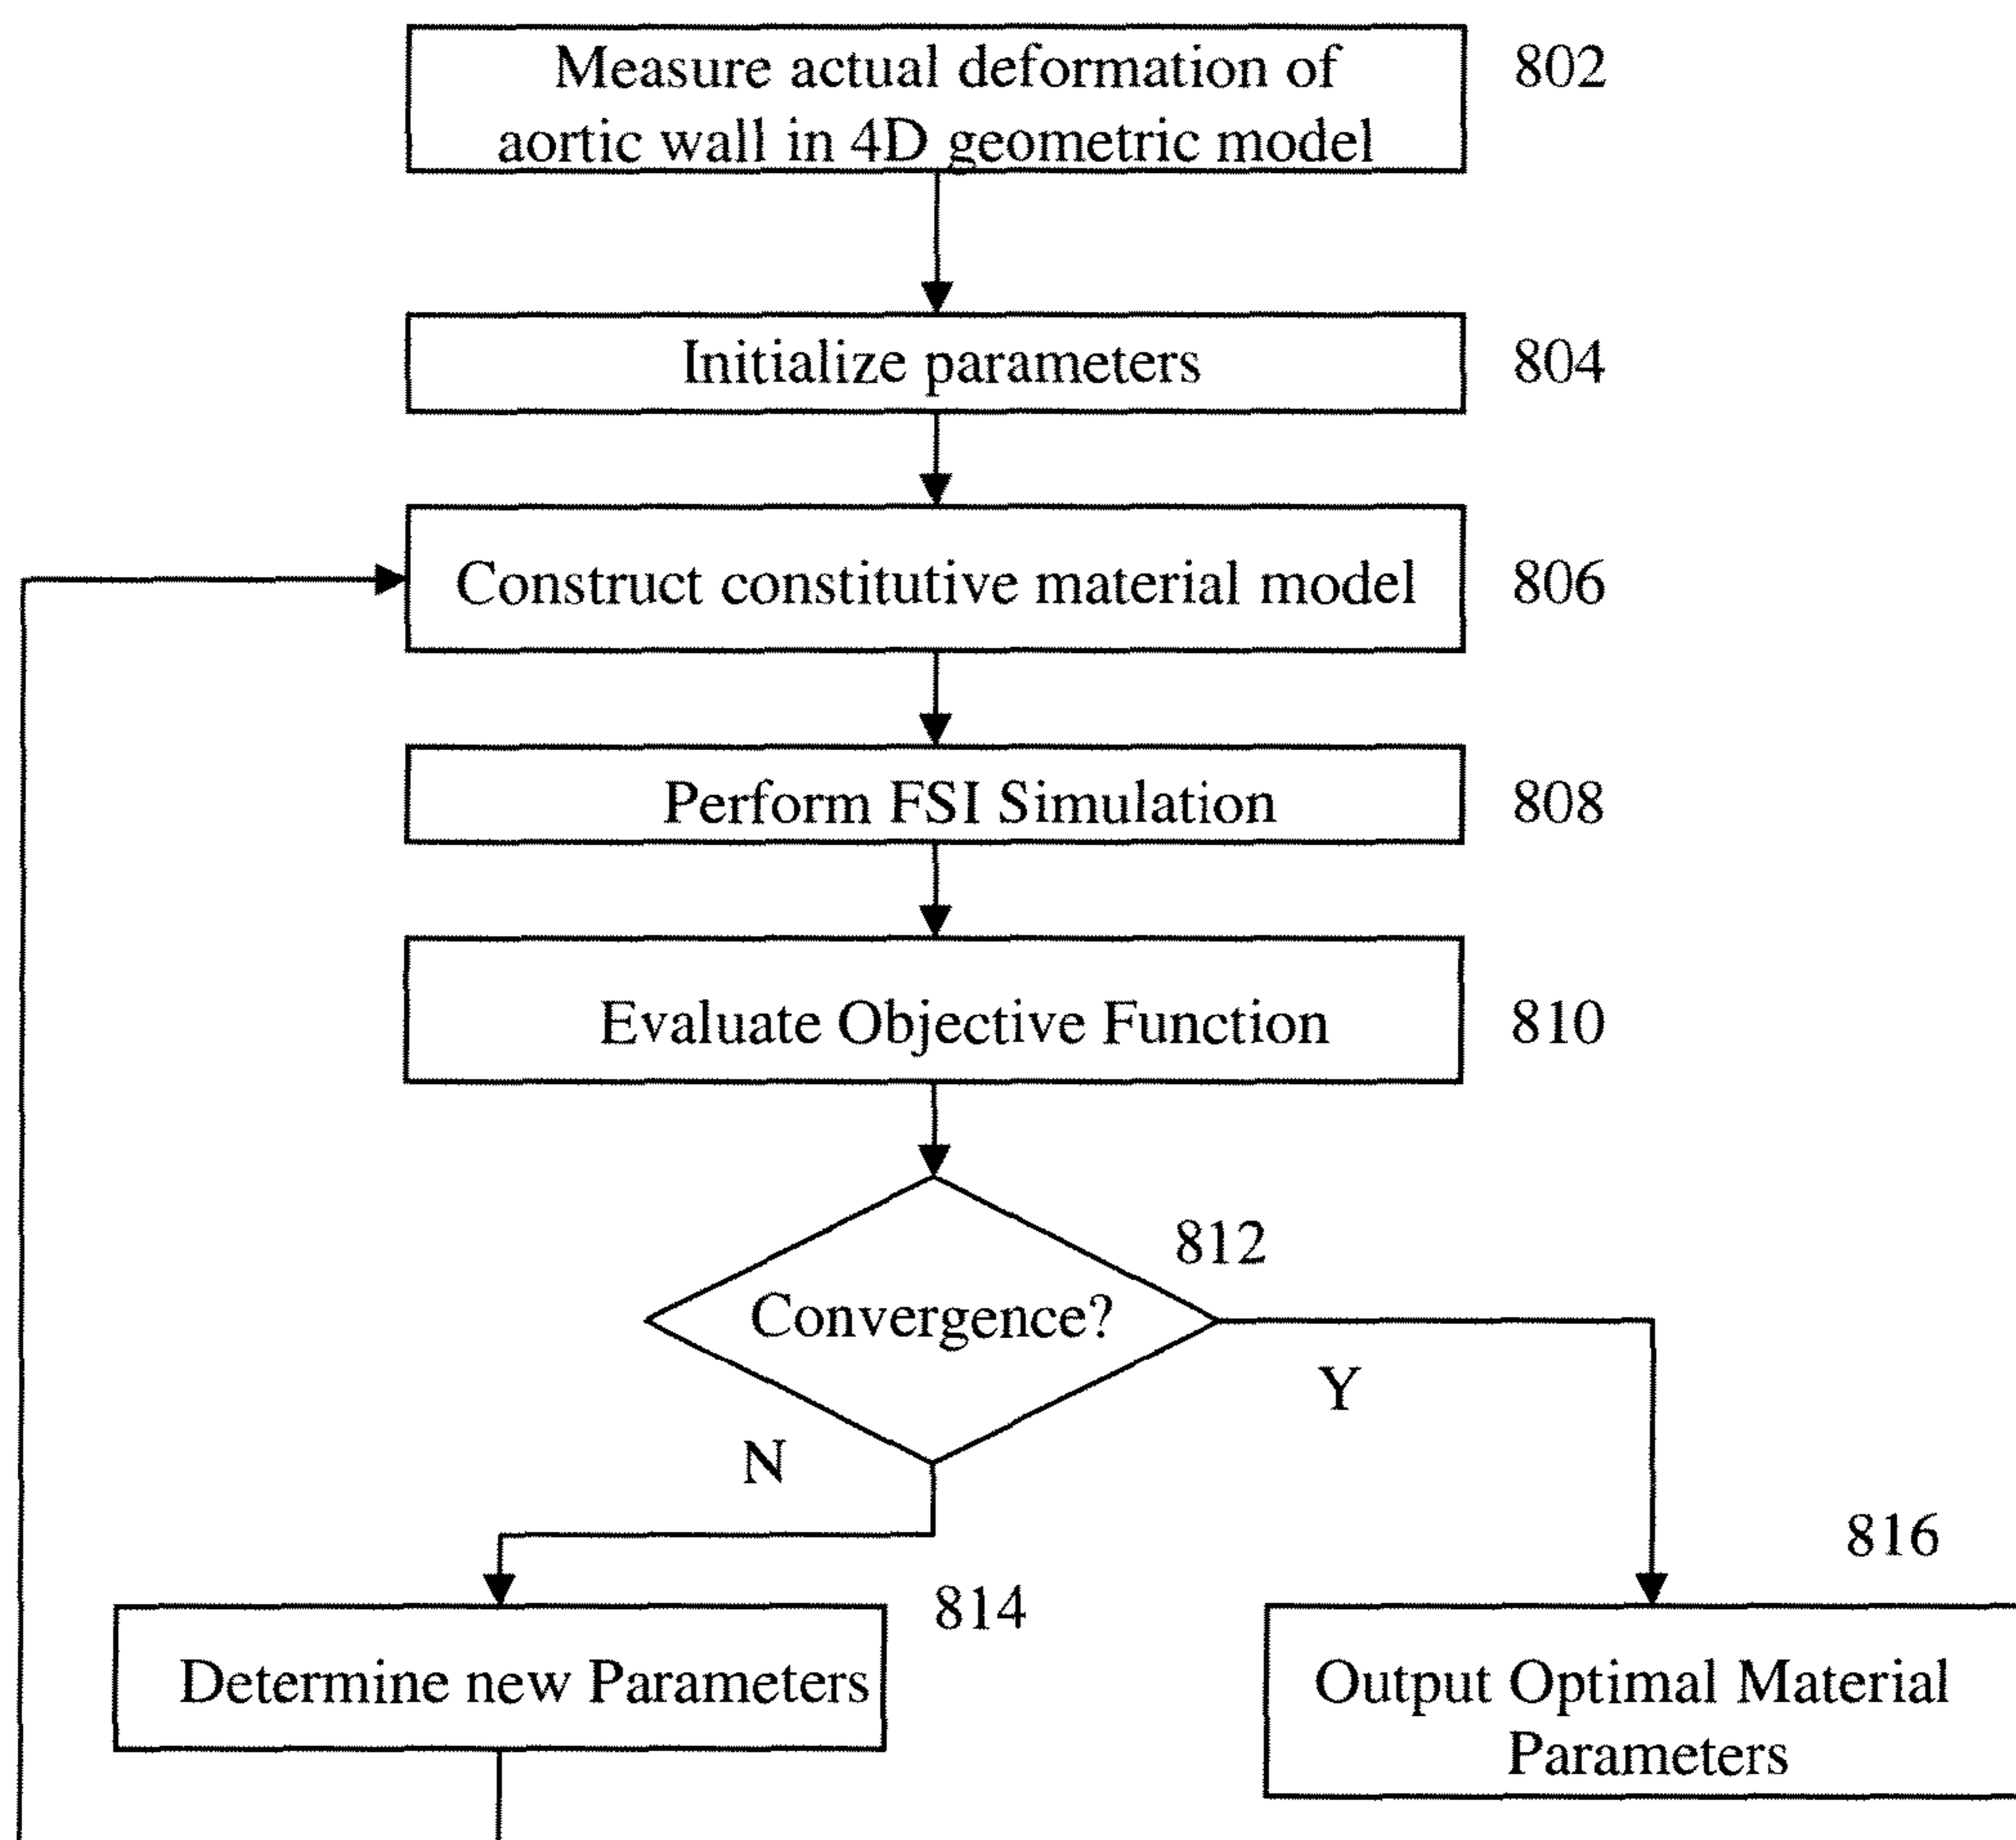 Measure actual deformation of
aortic wall in 4D geometric model
802
Initialize parameters
804
Construct constitutive material model
806
Perform FSI Simulation
808
Evaluate Objective Function
810
812
Convergence?
Y
N
816
814
Determine new Parameters
Output Optimal Material
Parameters